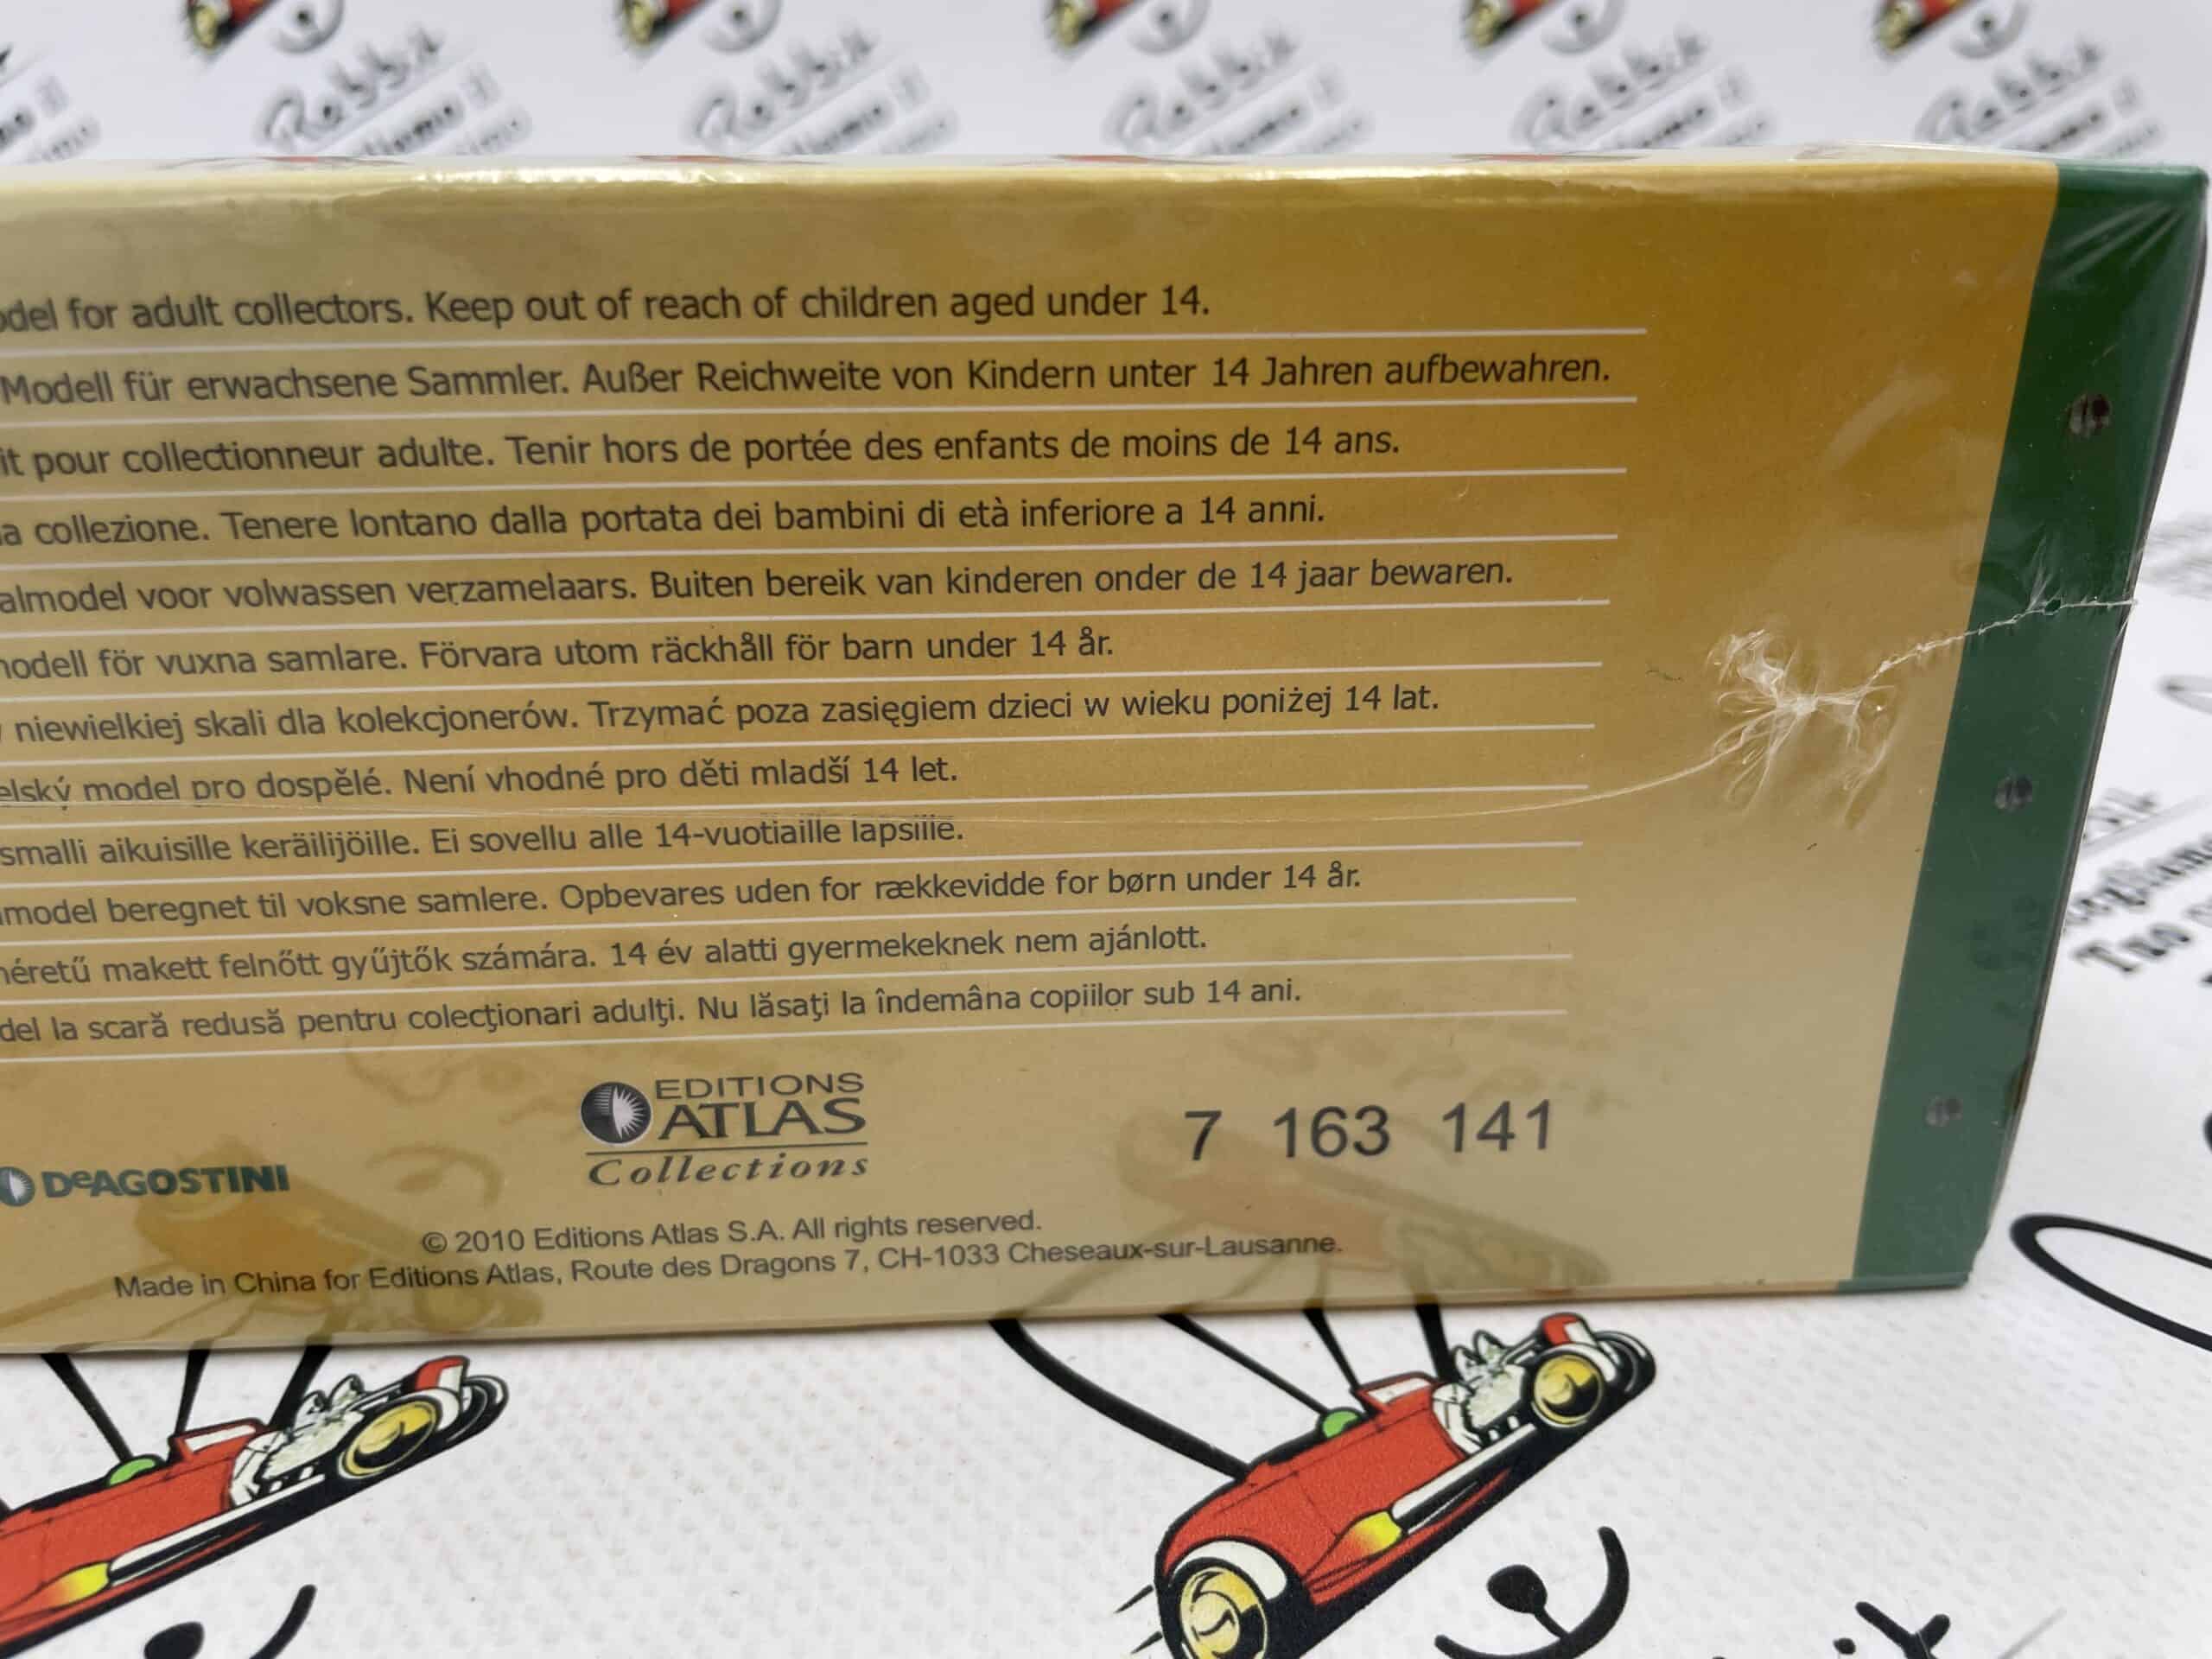 Rabbit
Rabbit
Rabbit
Rabbit
Rabbit
del for adult collectors. Keep out of reach of children aged under 14.
Modell für erwachsene Sammler. Außer Reichweite von Kindern unter 14 Jahren aufbewahren.
it pour collectionneur adulte. Tenir hors de portée des enfants de moins de 14 ans.
a collezione. Tenere lontano dalla portata dei bambini di età inferiore a 14 anni.
almodel voor volwassen verzamelaars. Buiten bereik van kinderen onder de 14 jaar bewaren.
odell för vuxna samlare. Förvara utom räckhåll för barn under 14 år.
niewielkiej skali dla kolekcjonerów. Trzymać poza zasięgiem dzieci w wieku poniżej 14 lat.
elský model pro dospělé. Není vhodné pro děti mladší 14 let.
smalli aikuisille keräilijöille. Ei sovellu alle 14-vuotiaille lapsille.
model beregnet til voksne samlere. Opbevares uden for rækkevidde for børn under 14 år.
éretű makett felnőtt gyűjtők számára. 14 év alatti gyermekeknek nem ajánlott.
del la scară redusă pentru colecţionari adulţi. Nu lăsaţi la îndemâna copiilor sub 14 ani.
EDITIONS
ATLAS
Collections
7 163 141
DeAGOSTINI
© 2010 Editions Atlas S.A. All rights reserved.
Made in China for Editions Atlas, Route des Dragons 7, CH-1033 Cheseaux-sur-Lausanne.